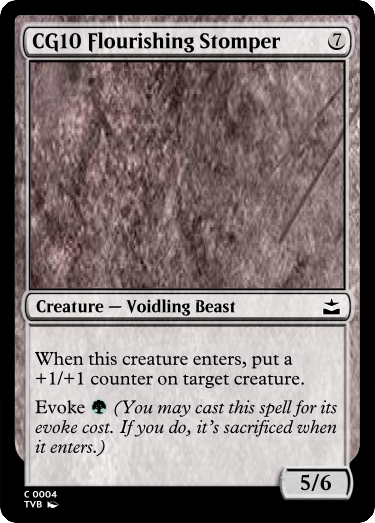 CG10 Flourishing Stomper 7
Creature — Voidling Beast
When this creature enters, put a
+1/+1 counter on target creature.
Evoke (You may cast this spell for its
evoke cost. If you do, it's sacrificed when
it enters.)
5/6
C 0004
TVB